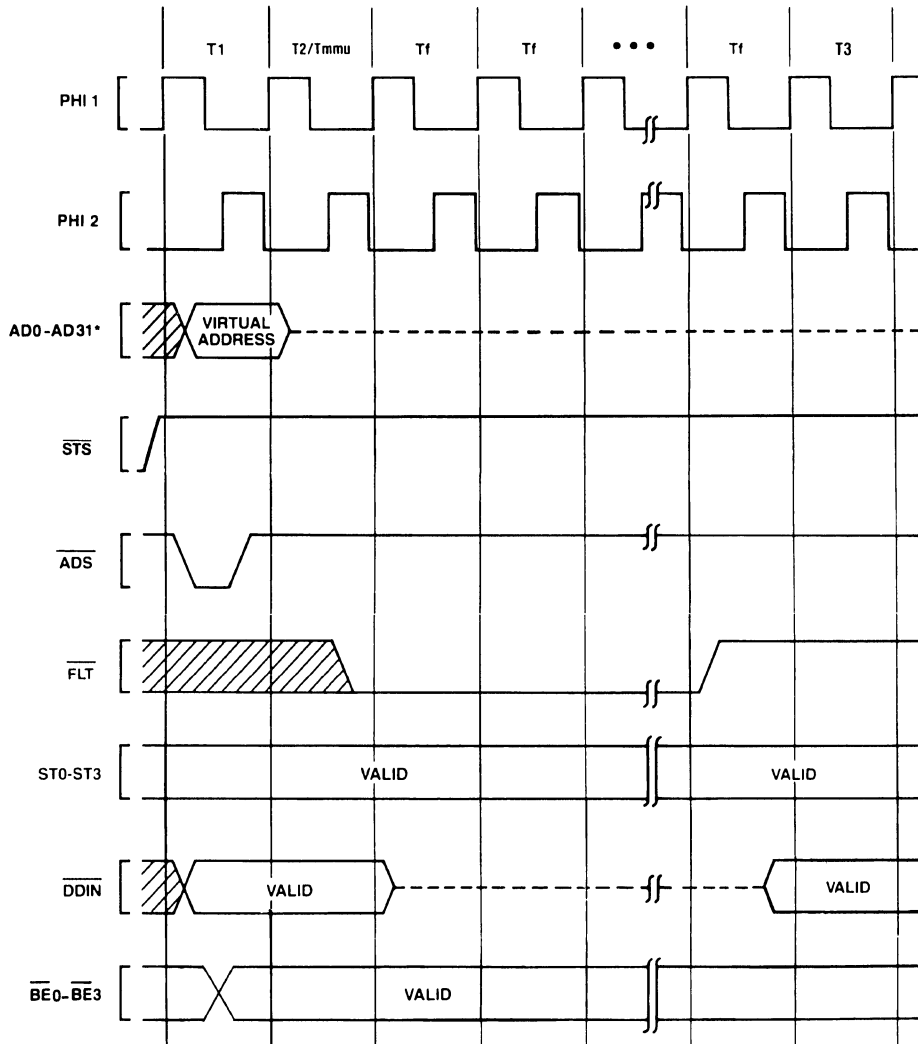 T1 T2/Tmmu Tf Tf • • • Tf T3
PHI 1
PHI 2
AD0-AD31* VIRTUAL
ADDRESS
STS
ADS
FLT
ST0-ST3 VALID VALID
DDIN VALID VALID
BE0-BE3 VALID